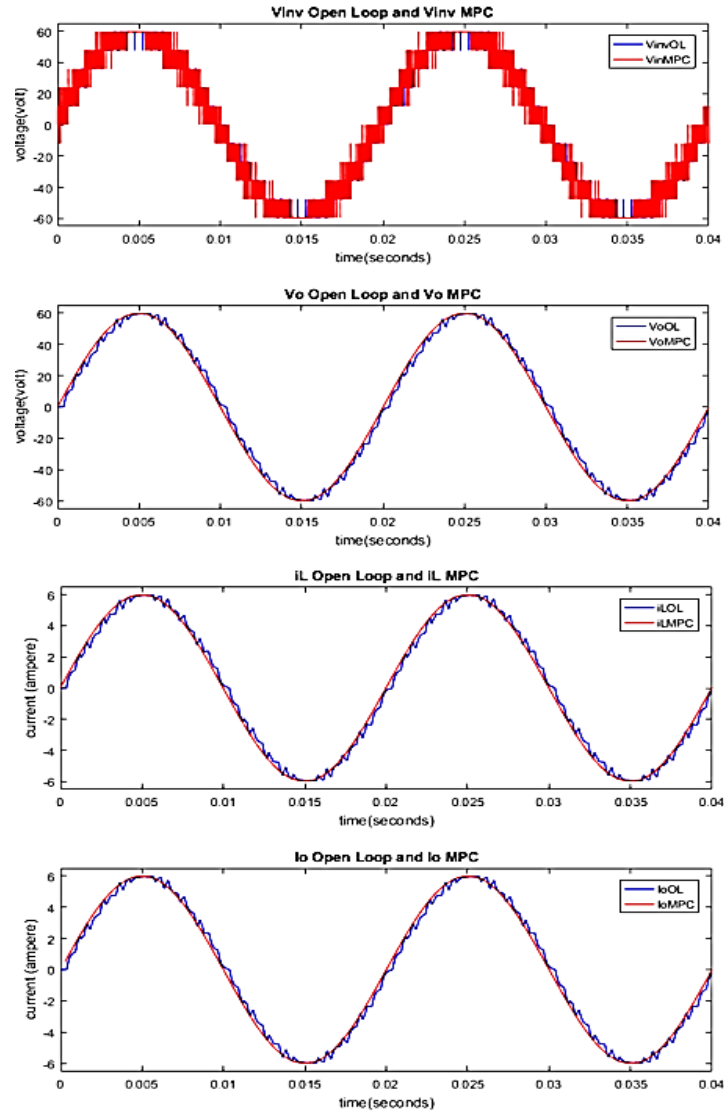 Vinv Open Loop and Vinv MPC
voltage(volt)
60
40
20
0
-20
-40
-60
VinvOL
VinMPC
0 0.005 0.01 0.015 0.02 0.025 0.03 0.035 0.04
time(seconds)
Vo Open Loop and Vo MPC
voltage(volt)
60
40
20
0
-20
-40
-60
VoOL
VoMPC
0 0.005 0.01 0.015 0.02 0.025 0.03 0.035 0.04
time(seconds)
iL Open Loop and IL MPC
current (ampere)
6
4
2
0
-2
-4
-6
iLOL
iLMPC
0 0.005 0.01 0.015 0.02 0.025 0.03 0.035 0.04
time(seconds)
Io Open Loop and Io MPC
current (ampere)
6
4
2
0
-2
-4
-6
IoOL
IoMPC
0 0.005 0.01 0.015 0.02 0.025 0.03 0.035 0.04
time(seconds)